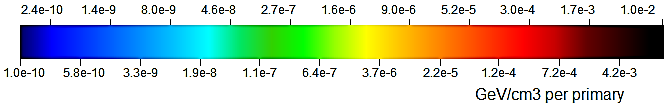 2.4e-10 1.4e-9 8.0e-9 4.6e-8 2.7e-7 1.6e-6 9.0e-6 5.2e-5 3.0e-4 1.7e-3 1.0e-2
1.0e-10 5.8e-10 3.3e-9 1.9e-8 1.1e-7 6.4e-7 3.7e-6 2.2e-5 1.2e-4 7.2e-4 4.2e-3
GeV/cm3 per primary